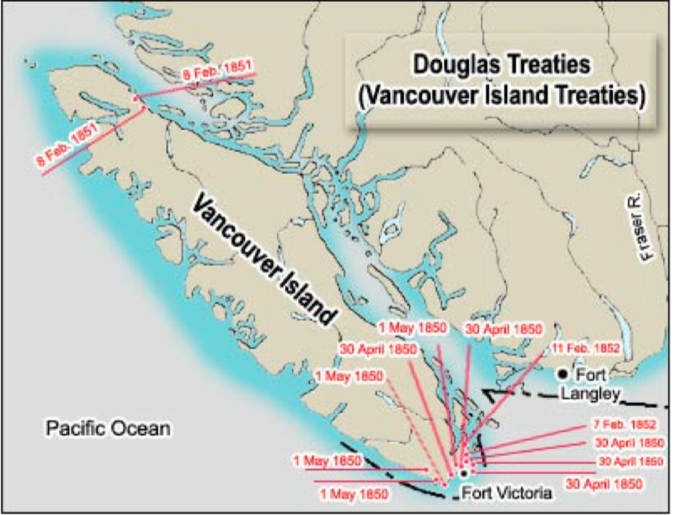 Douglas Treaties
(Vancouver Island Treaties)
8 Feb. 1851
8 Feb. 1851
Vancouver Island
Fraser R.
1 May 1850
30 April 1850
30 April 1850
11 Feb. 1852
1 May 1850
Fort
Langley
Pacific Ocean
7 Feb. 1852
30 April 1850
1 May 1850
30 April 1850
1 May 1850
30 April 1850
Fort Victoria